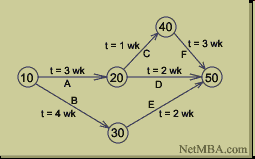 40
t = 1 wk
t = 3 wk
C
F
10
t = 3 wk
20
t = 2 wk
50
A
D
B
E
t = 4 wk
t = 2 wk
30
NetMBA.com